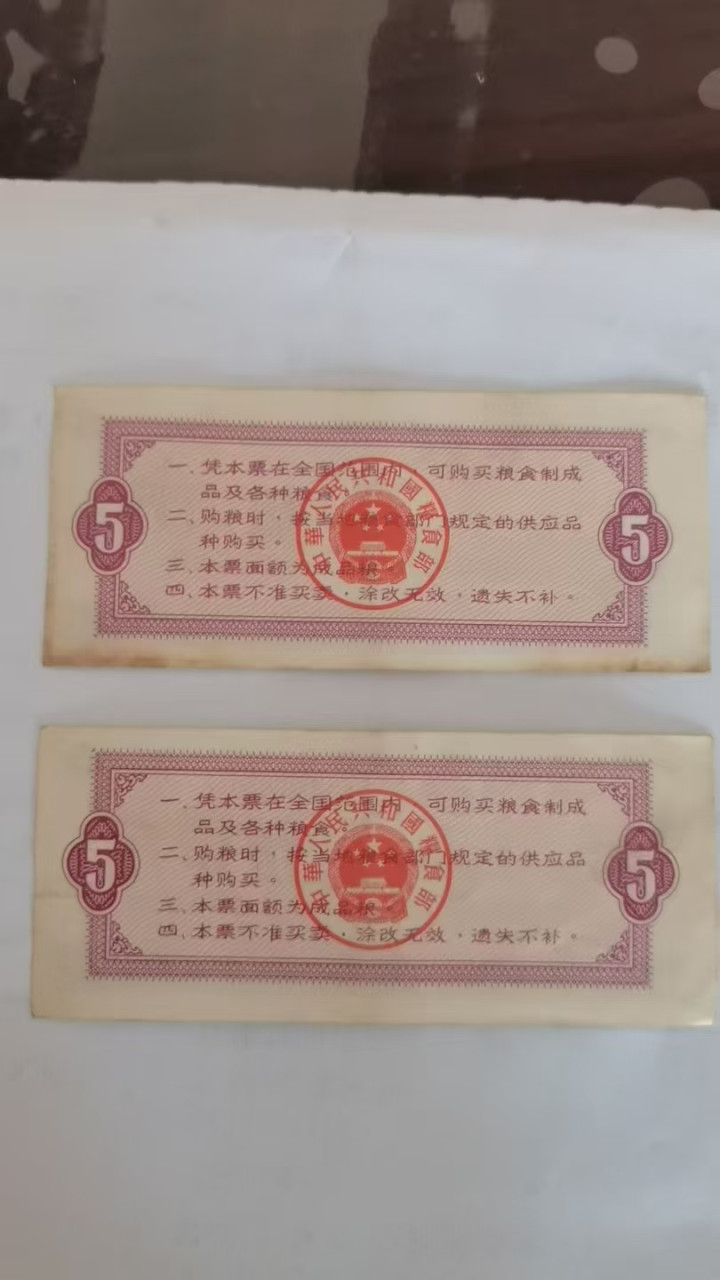 一、凭本票在全国范围内，可购买粮食制成
品及各种粮食。
二、购粮时，按当地粮食部门规定的供应品
种购买。
三、本票面额为成品粮。
四、本票不准买卖，涂改无效，遗失不补。
5
5
中華人民共和國粮食部
一、凭本票在全国范围内，可购买粮食制成
品及各种粮食。
二、购粮时，按当地粮食部门规定的供应品
种购买。
三、本票面额为成品粮。
四、本票不准买卖，涂改无效，遗失不补。
5
5
中華人民共和國粮食部